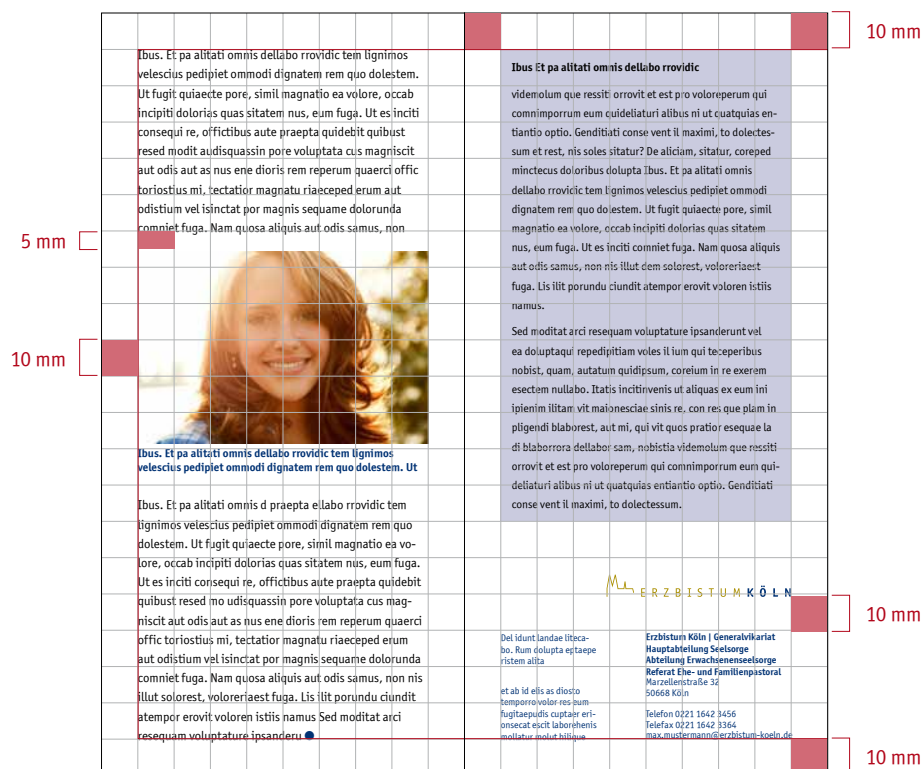 Ibus. Et pa alitati omnis dellabo rrovidic tem lignimos
velescius pedipiet ommodi dignatem rem quo dolestem.
Ut fugit quiaecte pore, simil magnatio ea volore, occab
incipiti dolorias quas sitatem nus, eum fuga. Ut es inciti
consequi re, offictibus aute praepta quidebit quibust
resed modit audisquassin pore voluptata cus magniscit
aut odis aut as nus ene dioris rem reperum quaerci offic
toriostius mi, tectatior magnatu riaeceped erum aut
odistium vel isinctat por magnis sequame dolorunda
comniet fuga. Nam quosa aliquis aut odis samus, non
5 mm
10 mm
Ibus. Et pa alitati omnis dellabo rrovidic tem lignimos
velescius pedipiet ommodi dignatem rem quo dolestem. Ut
Ibus. Et pa alitati omnis d praepta ellabo rrovidic tem
lignimos velescius pedipiet ommodi dignatem rem quo
dolestem. Ut fugit quiaecte pore, simil magnatio ea vo-
lore, occab incipiti dolorias quas sitatem nus, eum fuga.
Ut es inciti consequi re, offictibus aute praepta quidebit
quibust resed mo udisquassin pore voluptata cus mag-
niscit aut odis aut as nus ene dioris rem reperum quaerci
offic toriostius mi, tectatior magnatu riaeceped erum
aut odistium vel isinctat por magnis sequame dolorunda
comniet fuga. Nam quosa aliquis aut odis samus, non nis
illut solorest, voloreriaest fuga. Lis ilit porundu ciundit
atempor erovit voloren istiis namus Sed moditat arci
resequam voluptature ipsanderu
10 mm
Ibus Et pa alitati omnis dellabo rrovidic
videmolum que ressiti orrovit et est pro voloreperum qui
comnimporrum eum quideliaturi alibus ni ut quatquias en-
tiantio optio. Genditiati conse vent il maximi, to dolectes-
sum et rest, nis soles sitatur? De aliciam, sitatur, coreped
minctecus doloribus dolupta Ibus. Et pa alitati omnis
dellabo rrovidic tem lignimos velescius pedipiet ommodi
dignatem rem quo dolestem. Ut fugit quiaecte pore, simil
magnatio ea volore, occab incipiti dolorias quas sitatem
nus, eum fuga. Ut es inciti comniet fuga. Nam quosa aliquis
aut odis samus, non nis illut dem solorest, voloreriaest
fuga. Lis ilit porundu ciundit atempor erovit voloren istiis
namus.
Sed moditat arci resequam voluptature ipsanderunt vel
ea doluptaqui repedipitiam voles il ium qui teceperibus
nobist, quam, autatum quidipsum, coreium in re exerem
esectem nullabo. Itatis incitinvenis ut aliquas ex eum ini
ipienim ilitam vit maionesciae sinis re, con res que plam in
pligendi blaborest, aut mi, qui vit quos pratior esequae la
di blaborrora dellabor sam, nobistia videmolum que ressiti
orrovit et est pro voloreperum qui comnimporrum eum qui-
deliaturi alibus ni ut quatquias entiantio optio. Genditiati
conse vent il maximi, to dolectessum.
ERZBISTUM KÖLN
10 mm
Del idunt landae liteca-
bo. Rum dolupta eptaepe
ristem alita
et ab id elis as diosto
temporro volor res eum
fugitaepudis cuptaer eri-
onsecat escit laborehenis
mollatur molut hilique
Erzbistum Köln | Generalvikariat
Hauptabteilung Seelsorge
Abteilung Erwachsenenseelsorge
Referat Ehe- und Familienpastoral
Marzellenstraße 32
50668 Köln
Telefon 0221 1642 3456
Telefax 0221 1642 3364
max.mustermann@erzbistum-koeln.de
10 mm